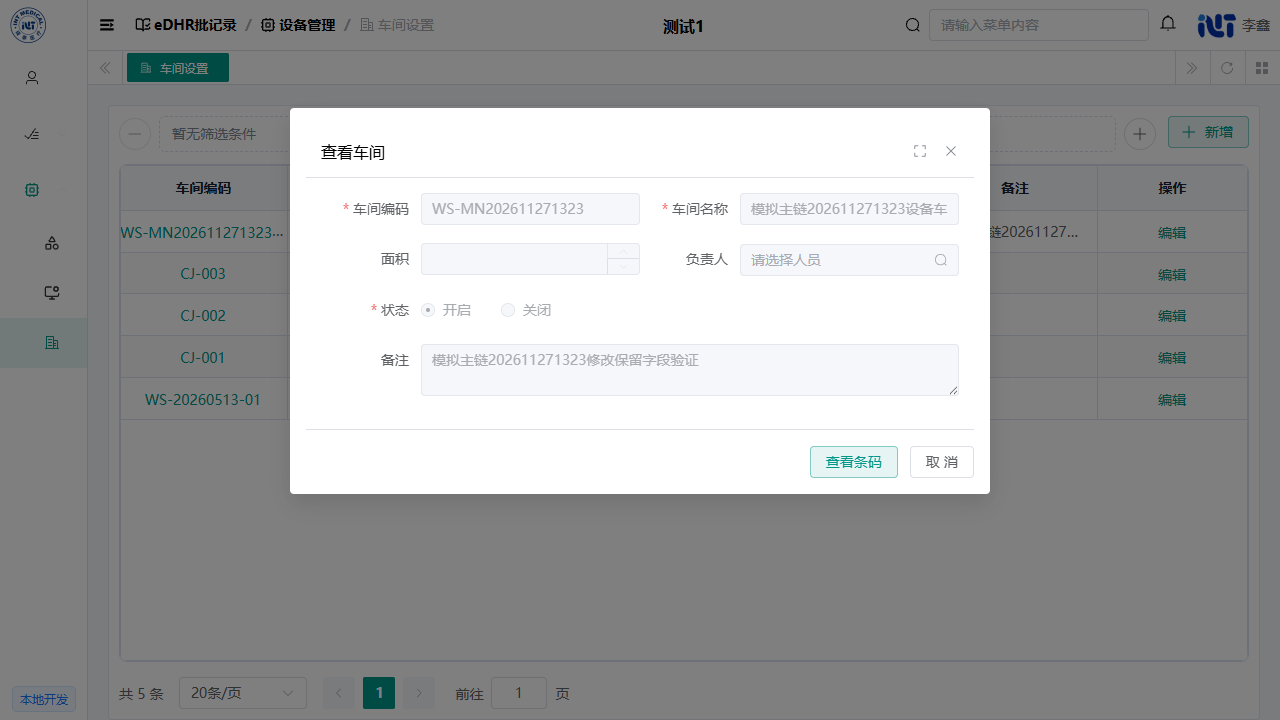 eDHR批记录 / 设备管理 / 车间设置
测试1
请输入菜单内容
李鑫
车间设置
暂无筛选条件
新增
车间编码
备注
操作
WS-MN202611271323...
链20261127...
编辑
CJ-003
编辑
CJ-002
编辑
CJ-001
编辑
WS-20260513-01
编辑
查看车间
* 车间编码 WS-MN202611271323
* 车间名称 模拟主链202611271323设备车
面积
负责人 请选择人员
* 状态 开启 关闭
备注 模拟主链202611271323修改保留字段验证
查看条码 取 消
本地开发
共 5 条 20条/页 1 前往 1 页